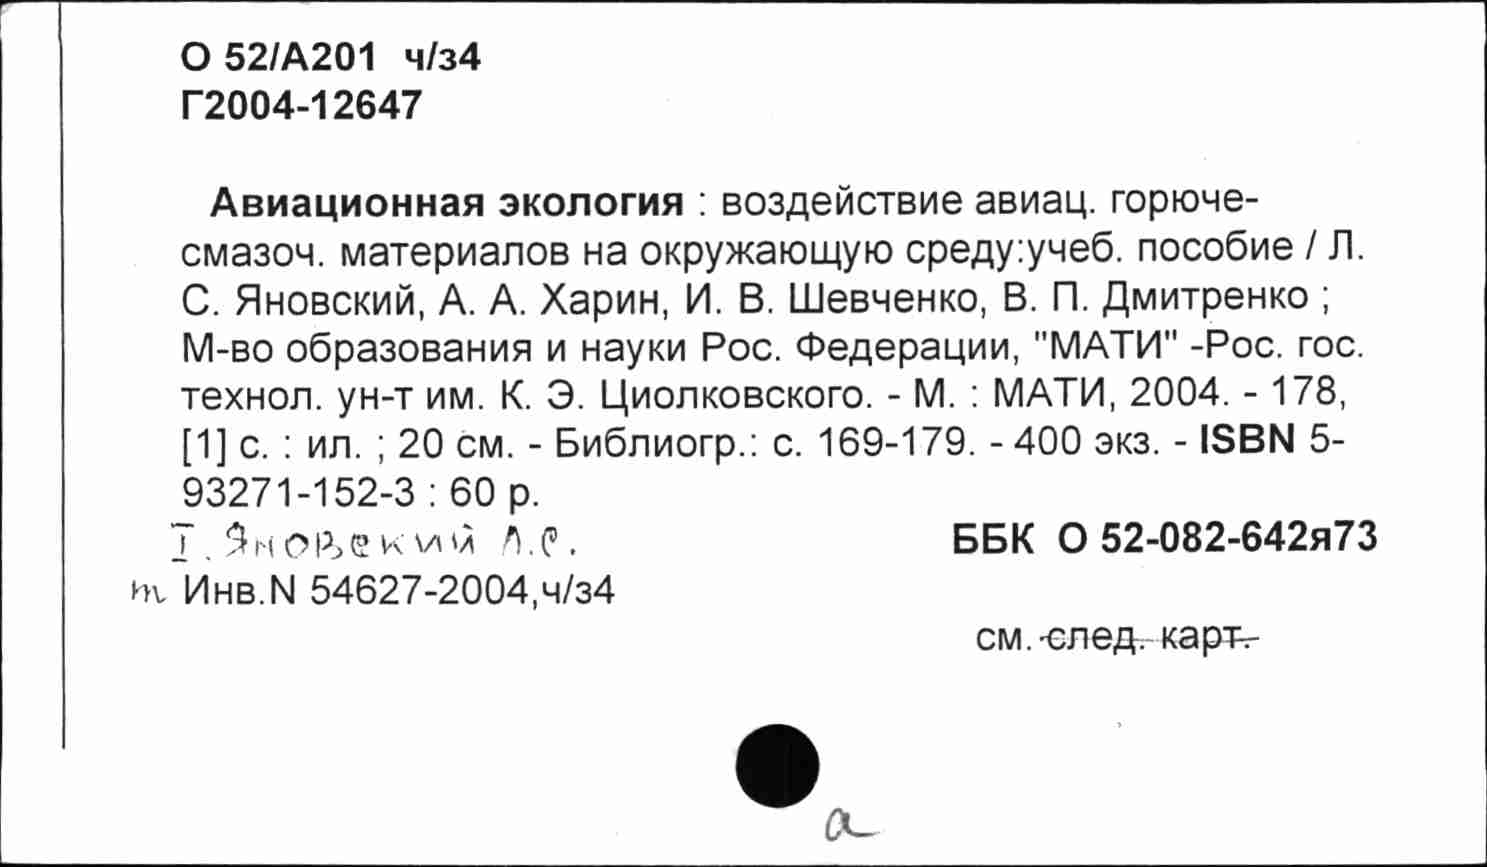 О 52/А201 ч/з4
Г2004-12647
Авиационная экология : воздействие авиац. горюче-
смазоч. материалов на окружающую среду:учеб. пособие / Л.
С. Яновский, А. А. Харин, И. В. Шевченко, В. П. Дмитренко ;
М-во образования и науки Рос. Федерации, "МАТИ" -Рос. гос.
технол. ун-т им. К. Э. Циолковского. - М. : МАТИ, 2004. - 178,
[1] с. : ил. ; 20 см. - Библиогр.: с. 169-179. - 400 экз. - ISBN 5-
93271-152-3 : 60 р.
I. Яновский Л.С.
ББК О 52-082-642я73
т Инв.N 54627-2004,ч/з4
см. след. карт.
а